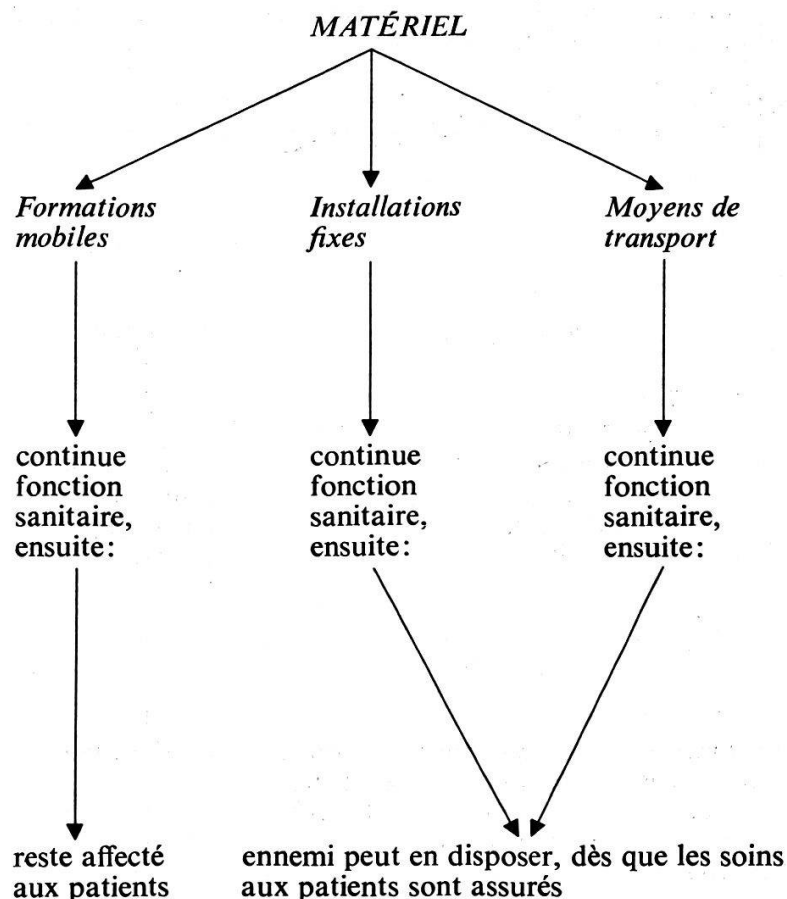 MATÉRIEL
Formations
mobiles
Installations
fixes
Moyens de
transport
continue
fonction
sanitaire,
ensuite:
continue
fonction
sanitaire,
ensuite:
continue
fonction
sanitaire,
ensuite:
reste affecté
aux patients
ennemi peut en disposer, dès que les soins
aux patients sont assurés